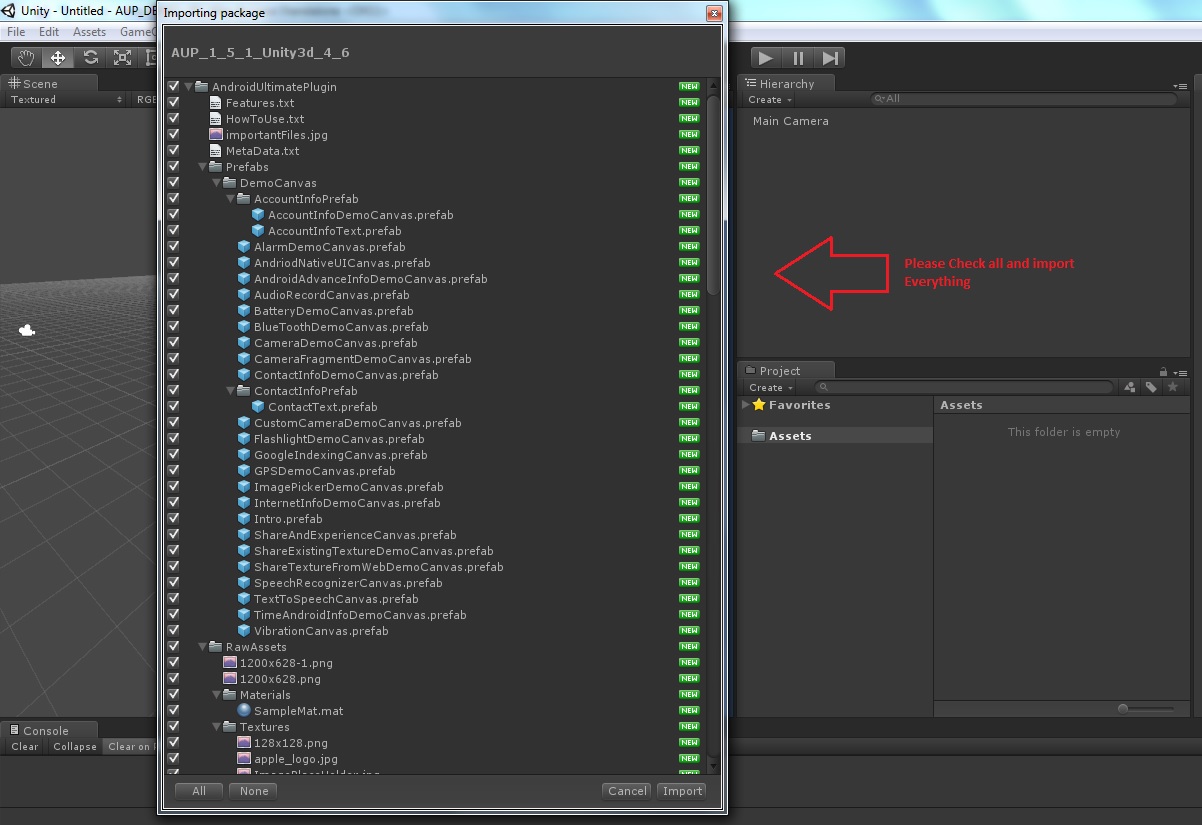 Unity - Untitled - AUP_DE
Importing package
File Edit Assets GameO
AUP_1_5_1_Unity3d_4_6
Scene
Textured RGB
AndroidUltimatePlugin NEW
Features.txt NEW
HowToUse.txt NEW
importantFiles.jpg NEW
MetaData.txt NEW
Prefabs NEW
DemoCanvas NEW
AccountInfoPrefab NEW
AccountInfoDemoCanvas.prefab NEW
AccountInfoText.prefab NEW
AlarmDemoCanvas.prefab NEW
AndriodNativeUICanvas.prefab NEW
AndroidAdvanceInfoDemoCanvas.prefab NEW
AudioRecordCanvas.prefab NEW
BatteryDemoCanvas.prefab NEW
BlueToothDemoCanvas.prefab NEW
CameraDemoCanvas.prefab NEW
CameraFragmentDemoCanvas.prefab NEW
ContactInfoDemoCanvas.prefab NEW
ContactInfoPrefab NEW
ContactText.prefab NEW
CustomCameraDemoCanvas.prefab NEW
FlashlightDemoCanvas.prefab NEW
GoogleIndexingCanvas.prefab NEW
GPSDemoCanvas.prefab NEW
ImagePickerDemoCanvas.prefab NEW
InternetInfoDemoCanvas.prefab NEW
Intro.prefab NEW
ShareAndExperienceCanvas.prefab NEW
ShareExistingTextureDemoCanvas.prefab NEW
ShareTextureFromWebDemoCanvas.prefab NEW
SpeechRecognizerCanvas.prefab NEW
TextToSpeechCanvas.prefab NEW
TimeAndroidInfoDemoCanvas.prefab NEW
VibrationCanvas.prefab NEW
RawAssets NEW
1200x628-1.png NEW
1200x628.png NEW
Materials NEW
SampleMat.mat NEW
Textures NEW
128x128.png NEW
apple_logo.jpg NEW
ImagePlaceHolder.jpg NEW
All None Cancel Import
Hierarchy
Create All
Main Camera
Please Check all and import
Everything
Project
Create
Favorites
Assets
Assets
This folder is empty
Console
Clear Collapse Clear on